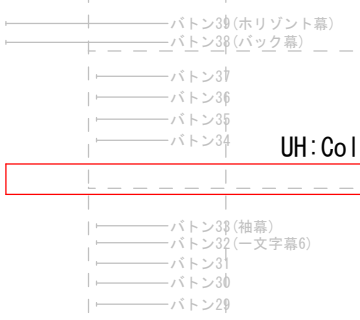 バトン39(ホリゾント幕)
バトン38(バック幕)
バトン37
バトン36
バトン35
バトン34
UH:Col
バトン33(袖幕)
バトン32(一文字幕6)
バトン31
バトン30
バトン29